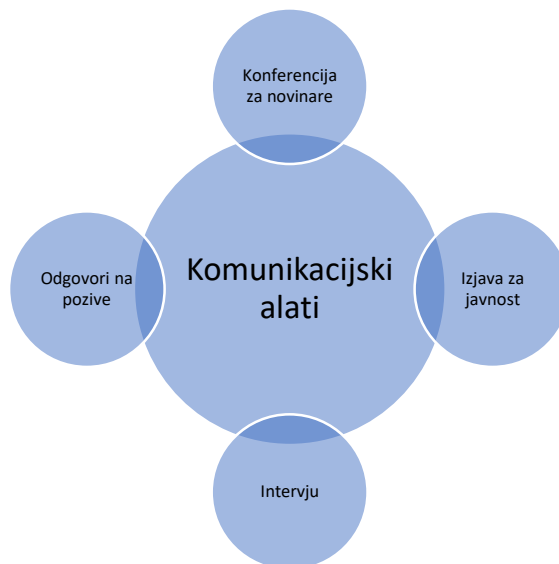 Konferencija
za novinare
Komunikacijski
alati
Odgovori na
pozive
Izjava za
javnost
Intervju